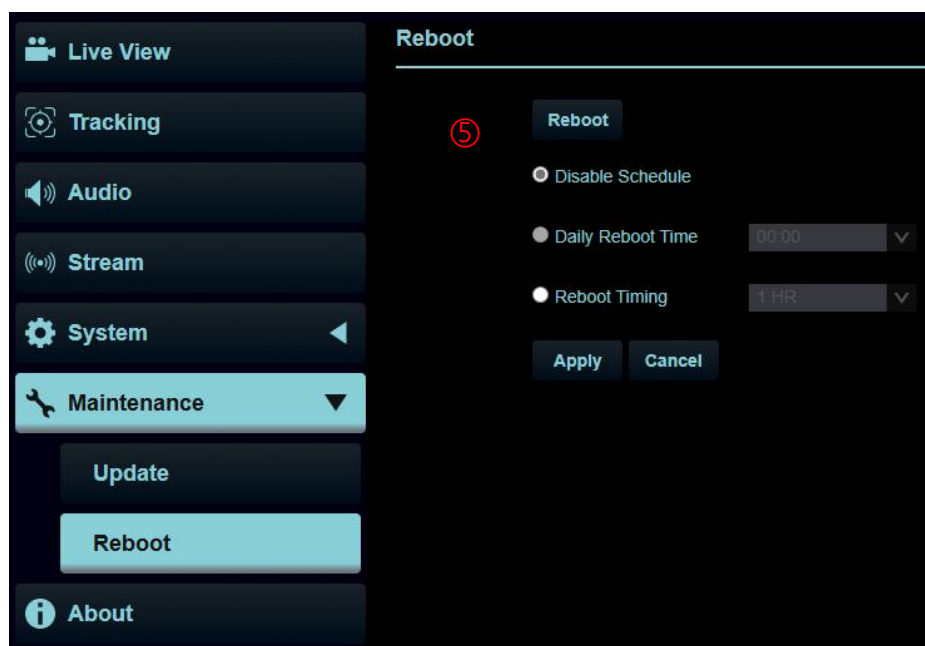 Live View
Tracking
Audio
Stream
System
Maintenance
Update
Reboot
About
Reboot
⑤
Reboot
Disable Schedule
Daily Reboot Time 00:00
Reboot Timing 1 HR
Apply Cancel